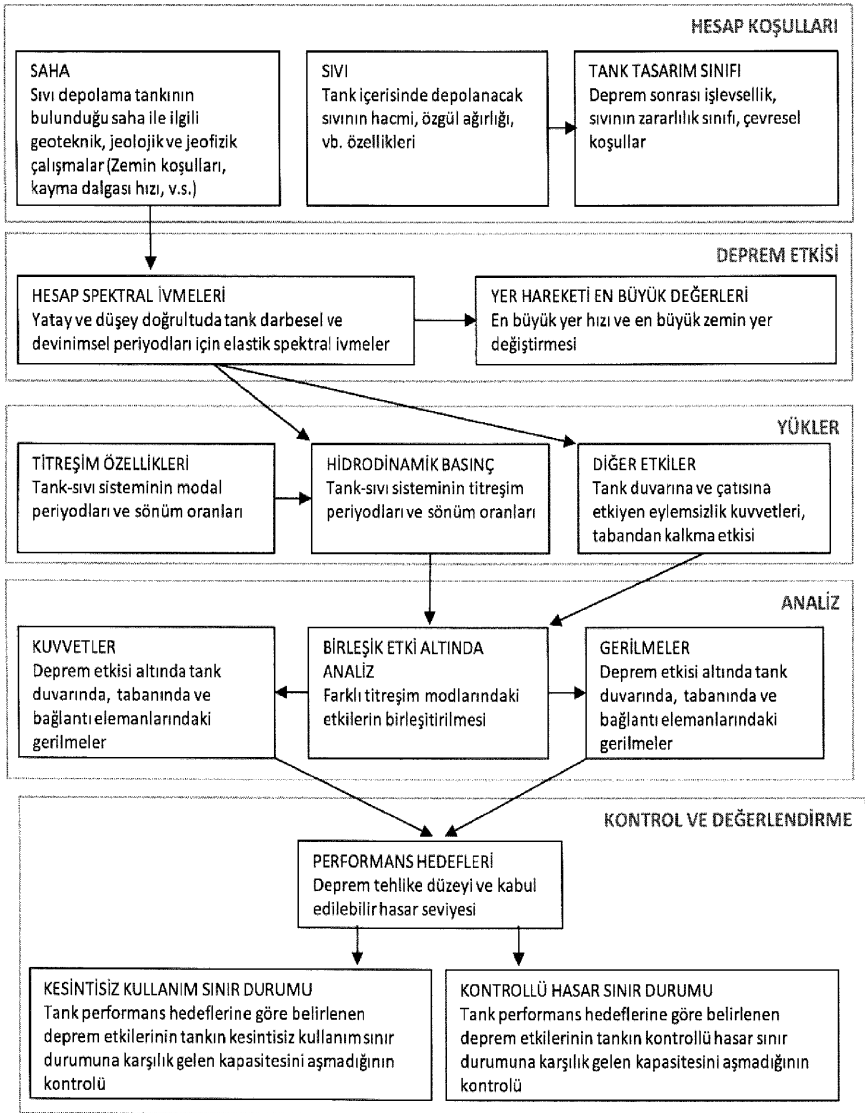 HESAP KOŞULLARI
SAHA
Sıvı depolama tankının
bulunduğu saha ile ilgili
geoteknik, jeolojik ve jeofizik
çalışmalar (Zemin koşulları,
kayma dalgası hızı, v.s.)
SIVI
Tank içerisinde depolanacak
sıvının hacmi, özgül ağırlığı,
vb. özellikleri
TANK TASARIM SINIFI
Deprem sonrası işlevsellik,
sıvının zararlılık sınıfı, çevresel
koşullar
DEPREM ETKİSİ
HESAP SPEKTRAL İVMELERİ
Yatay ve düşey doğrultuda tank darbesel ve
devinimsel periyodları için elastik spektral ivmeler
YER HAREKETİ EN BÜYÜK DEĞERLERİ
En büyük yer hızı ve en büyük zemin yer
değiştirmesi
YÜKLER
TİTREŞİM ÖZELLİKLERİ
Tank-sıvı sisteminin modal
periyodları ve sönüm oranları
HİDRODİNAMİK BASINÇ
Tank-sıvı sisteminin titreşim
periyodları ve sönüm oranları
DİĞER ETKİLER
Tank duvarına ve çatısına
etkiyen eylemsizlik kuvvetleri,
tabandan kalkma etkisi
ANALİZ
KUVVETLER
Deprem etkisi altında tank
duvarında, tabanında ve
bağlantı elemanlarındaki
gerilmeler
BİRLEŞİK ETKİ ALTINDA
ANALİZ
Farklı titreşim modlarındaki
etkilerin birleşitirilmesi
GERİLMELER
Deprem etkisi altında tank
duvarında, tabanında ve
bağlantı elemanlarındaki
gerilmeler
KONTROL VE DEĞERLENDİRME
PERFORMANS HEDEFLERİ
Deprem tehlike düzeyi ve kabul
edilebilir hasar seviyesi
KESİNTİSİZ KULLANIM SINIR DURUMU
Tank performans hedeflerine göre belirlenen
deprem etkilerinin tankın kesintisiz kullanım sınır
durumuna karşılık gelen kapasitesini aşmadığının
kontrolü
KONTROLLÜ HASAR SINIR DURUMU
Tank performans hedeflerine göre belirlenen
deprem etkilerinin tankın kontrollü hasar sınır
durumuna karşılık gelen kapasitesini aşmadığının
kontrolü